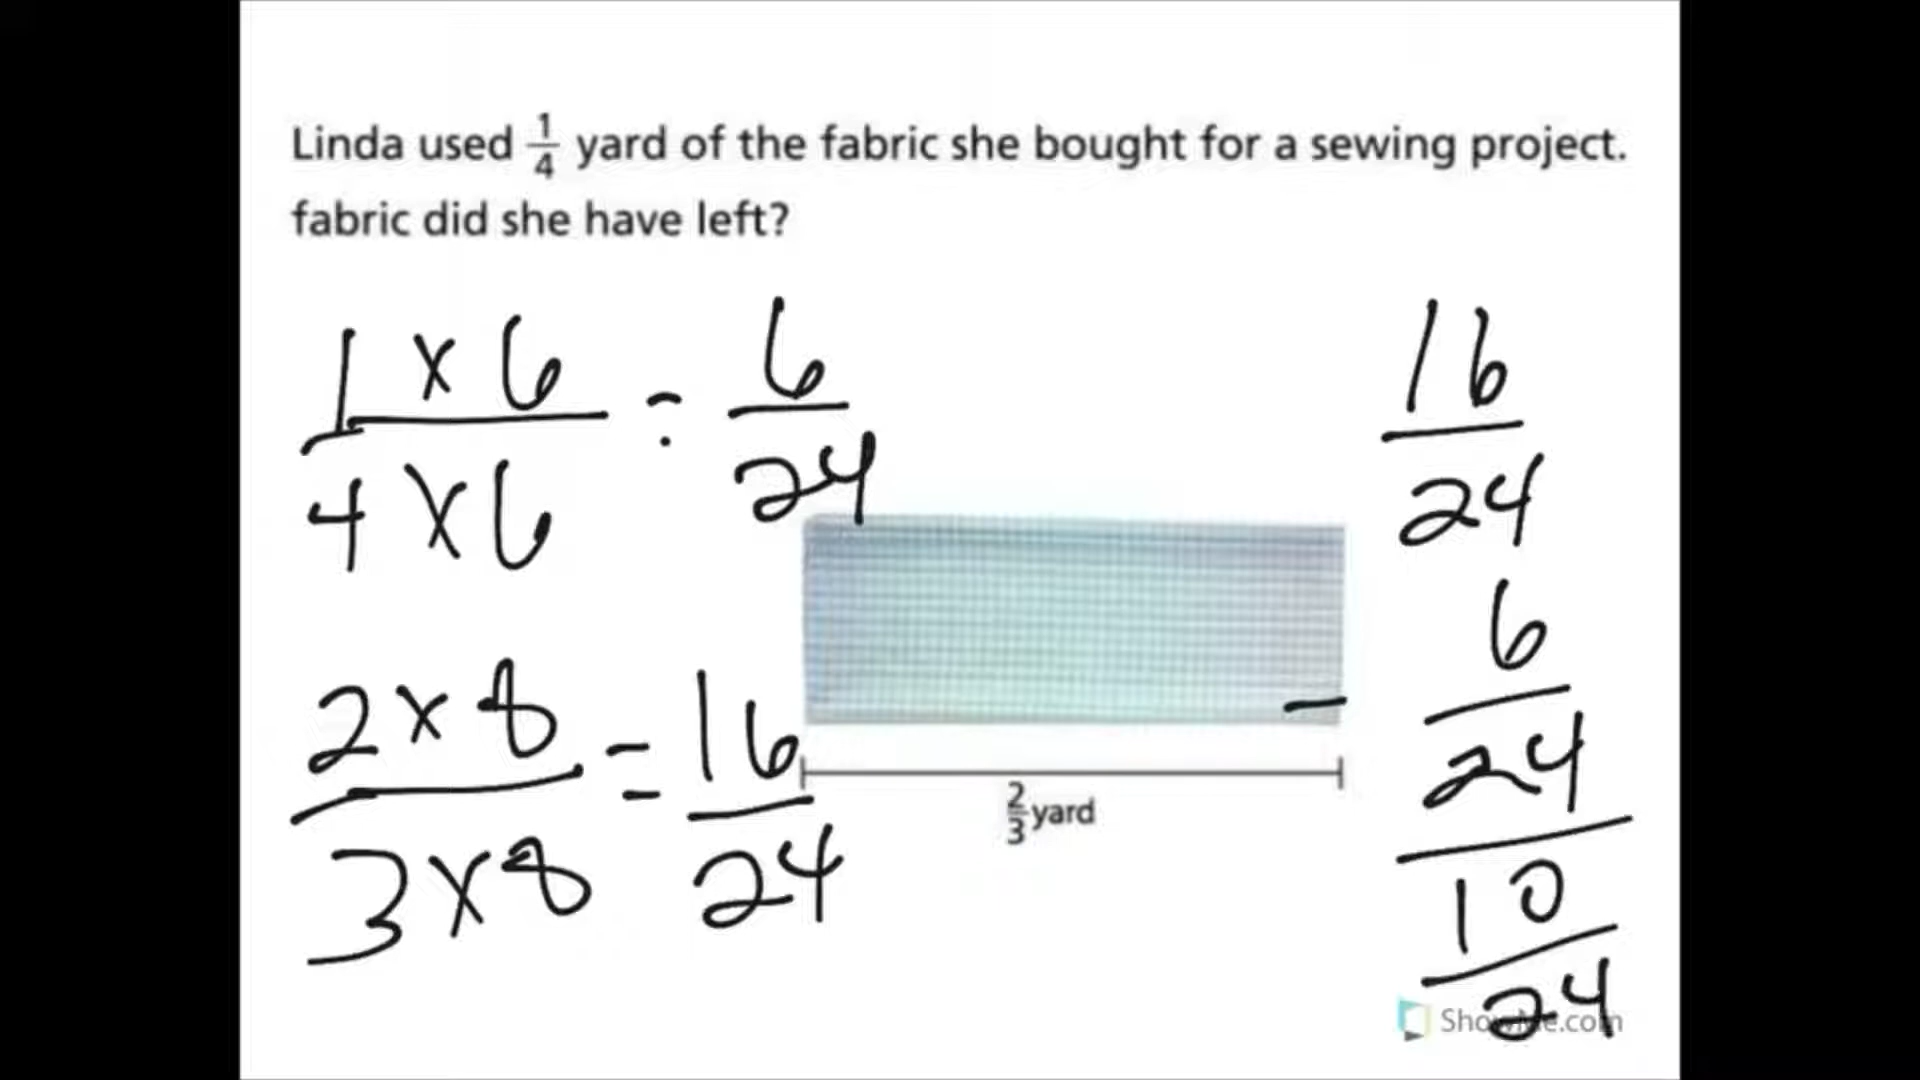 Linda used 1/4 yard of the fabric she bought for a sewing project.
fabric did she have left?
1 x 6 = 6
4 x 6 24
2 x 8 = 16
3 x 8 24
16
24
- 6
24
10
24
2/3 yard
ShowMe.com